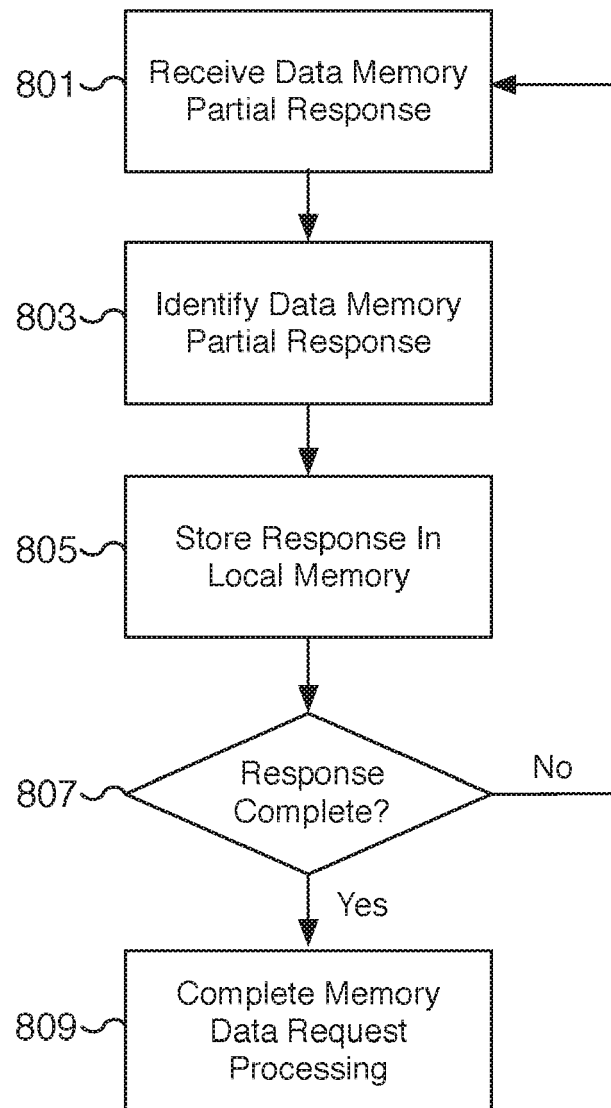 801
Receive Data Memory
Partial Response
803
Identify Data Memory
Partial Response
805
Store Response In
Local Memory
807
Response
Complete?
No
Yes
809
Complete Memory
Data Request
Processing